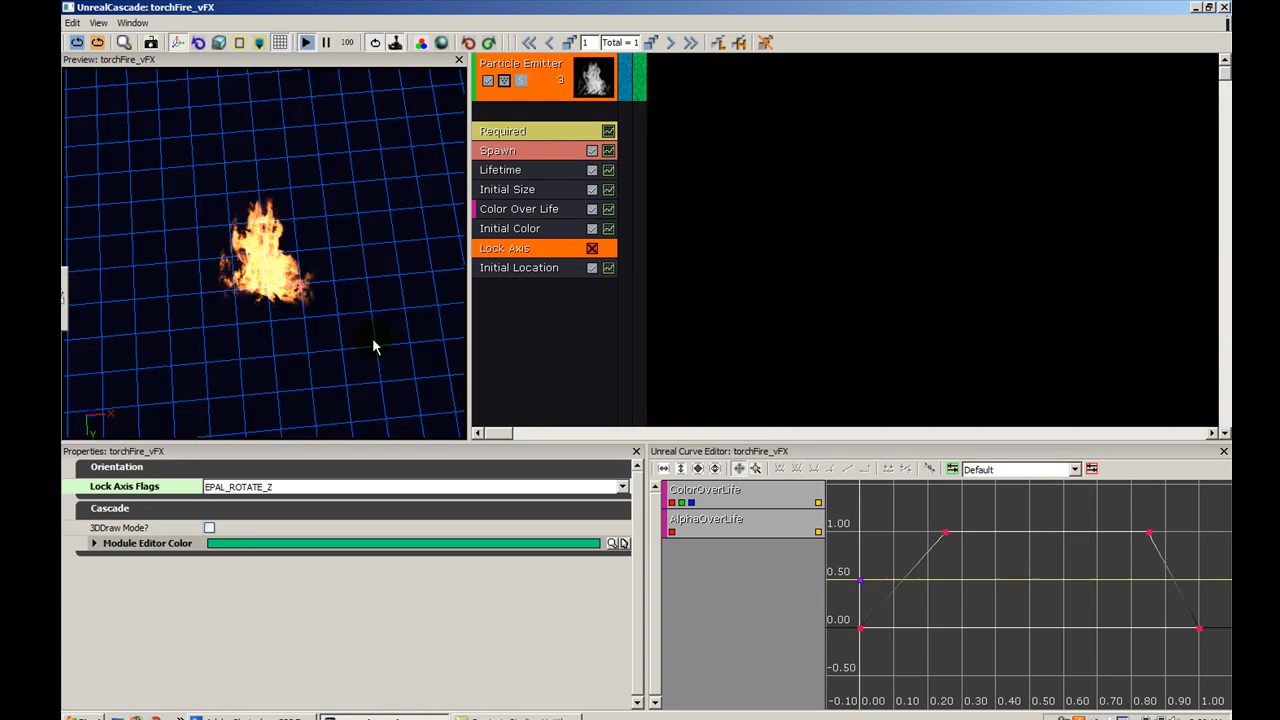 UnrealCascade: torchFire_vFX
Edit View Window
100
1 Total = 1
Preview: torchFire_vFX
X
Y
Particle Emitter
S 3
Required
Spawn
Lifetime
Initial Size
Color Over Life
Initial Color
Lock Axis
Initial Location
Properties: torchFire_vFX
Orientation
Lock Axis Flags EPAL_ROTATE_Z
Cascade
3DDraw Mode?
Module Editor Color
Unreal Curve Editor: torchFire_vFX
Default
ColorOverLife
AlphaOverLife
1.00
0.50
0.00
-0.50
-0.10 0.00 0.10 0.20 0.30 0.40 0.50 0.60 0.70 0.80 0.90 1.00